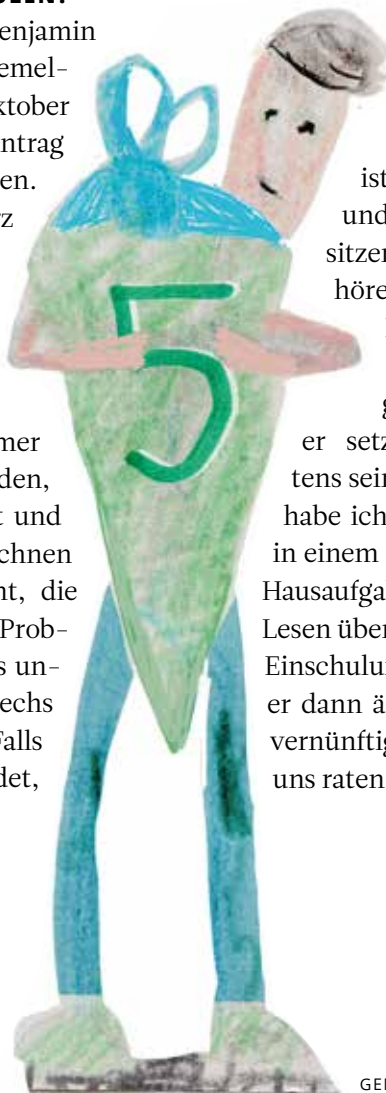 enjamin
emel-
ktober
ntrag
en.
rz
mer
den,
t und
chnen
nt, die
Prob-
s un-
echs
Falls
det,
5
ist
und
sitzen
höre
g
er setz
tens sein
habe ich
in einem
Hausaufga
Lesen über
Einschulu
er dann ä
vernünftig
uns raten
GE